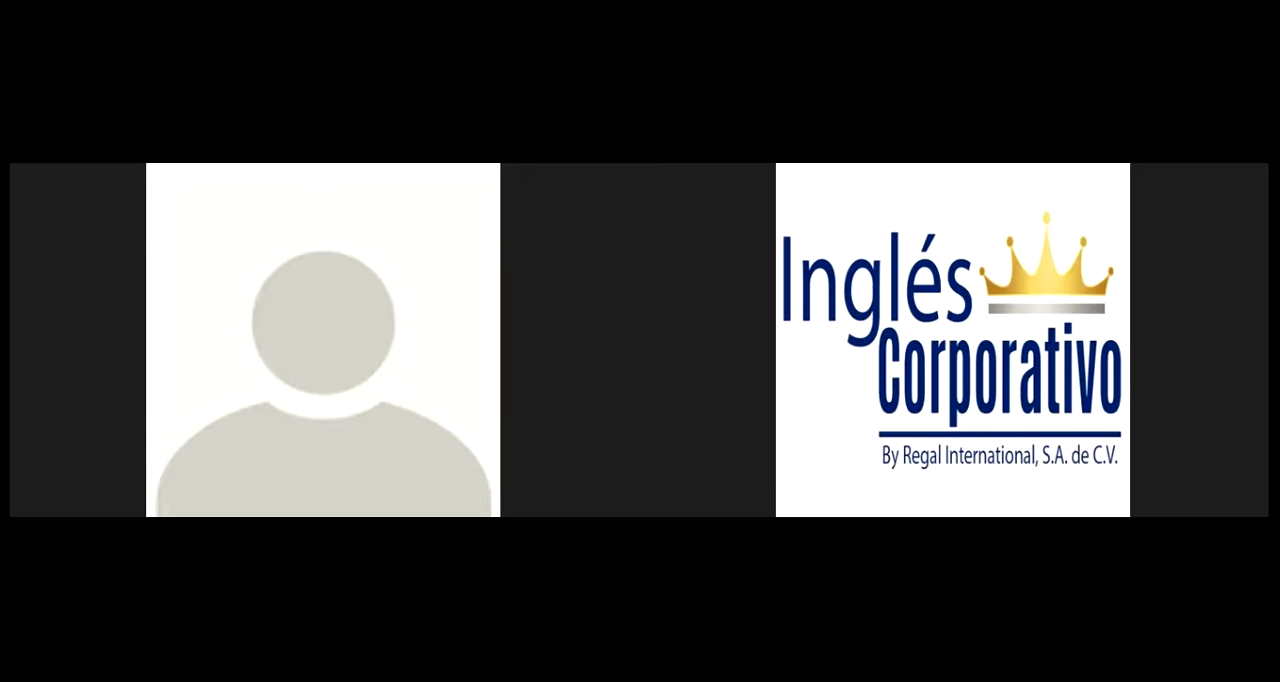 Inglés
Corporativo
By Regal International, S.A. de C.V.